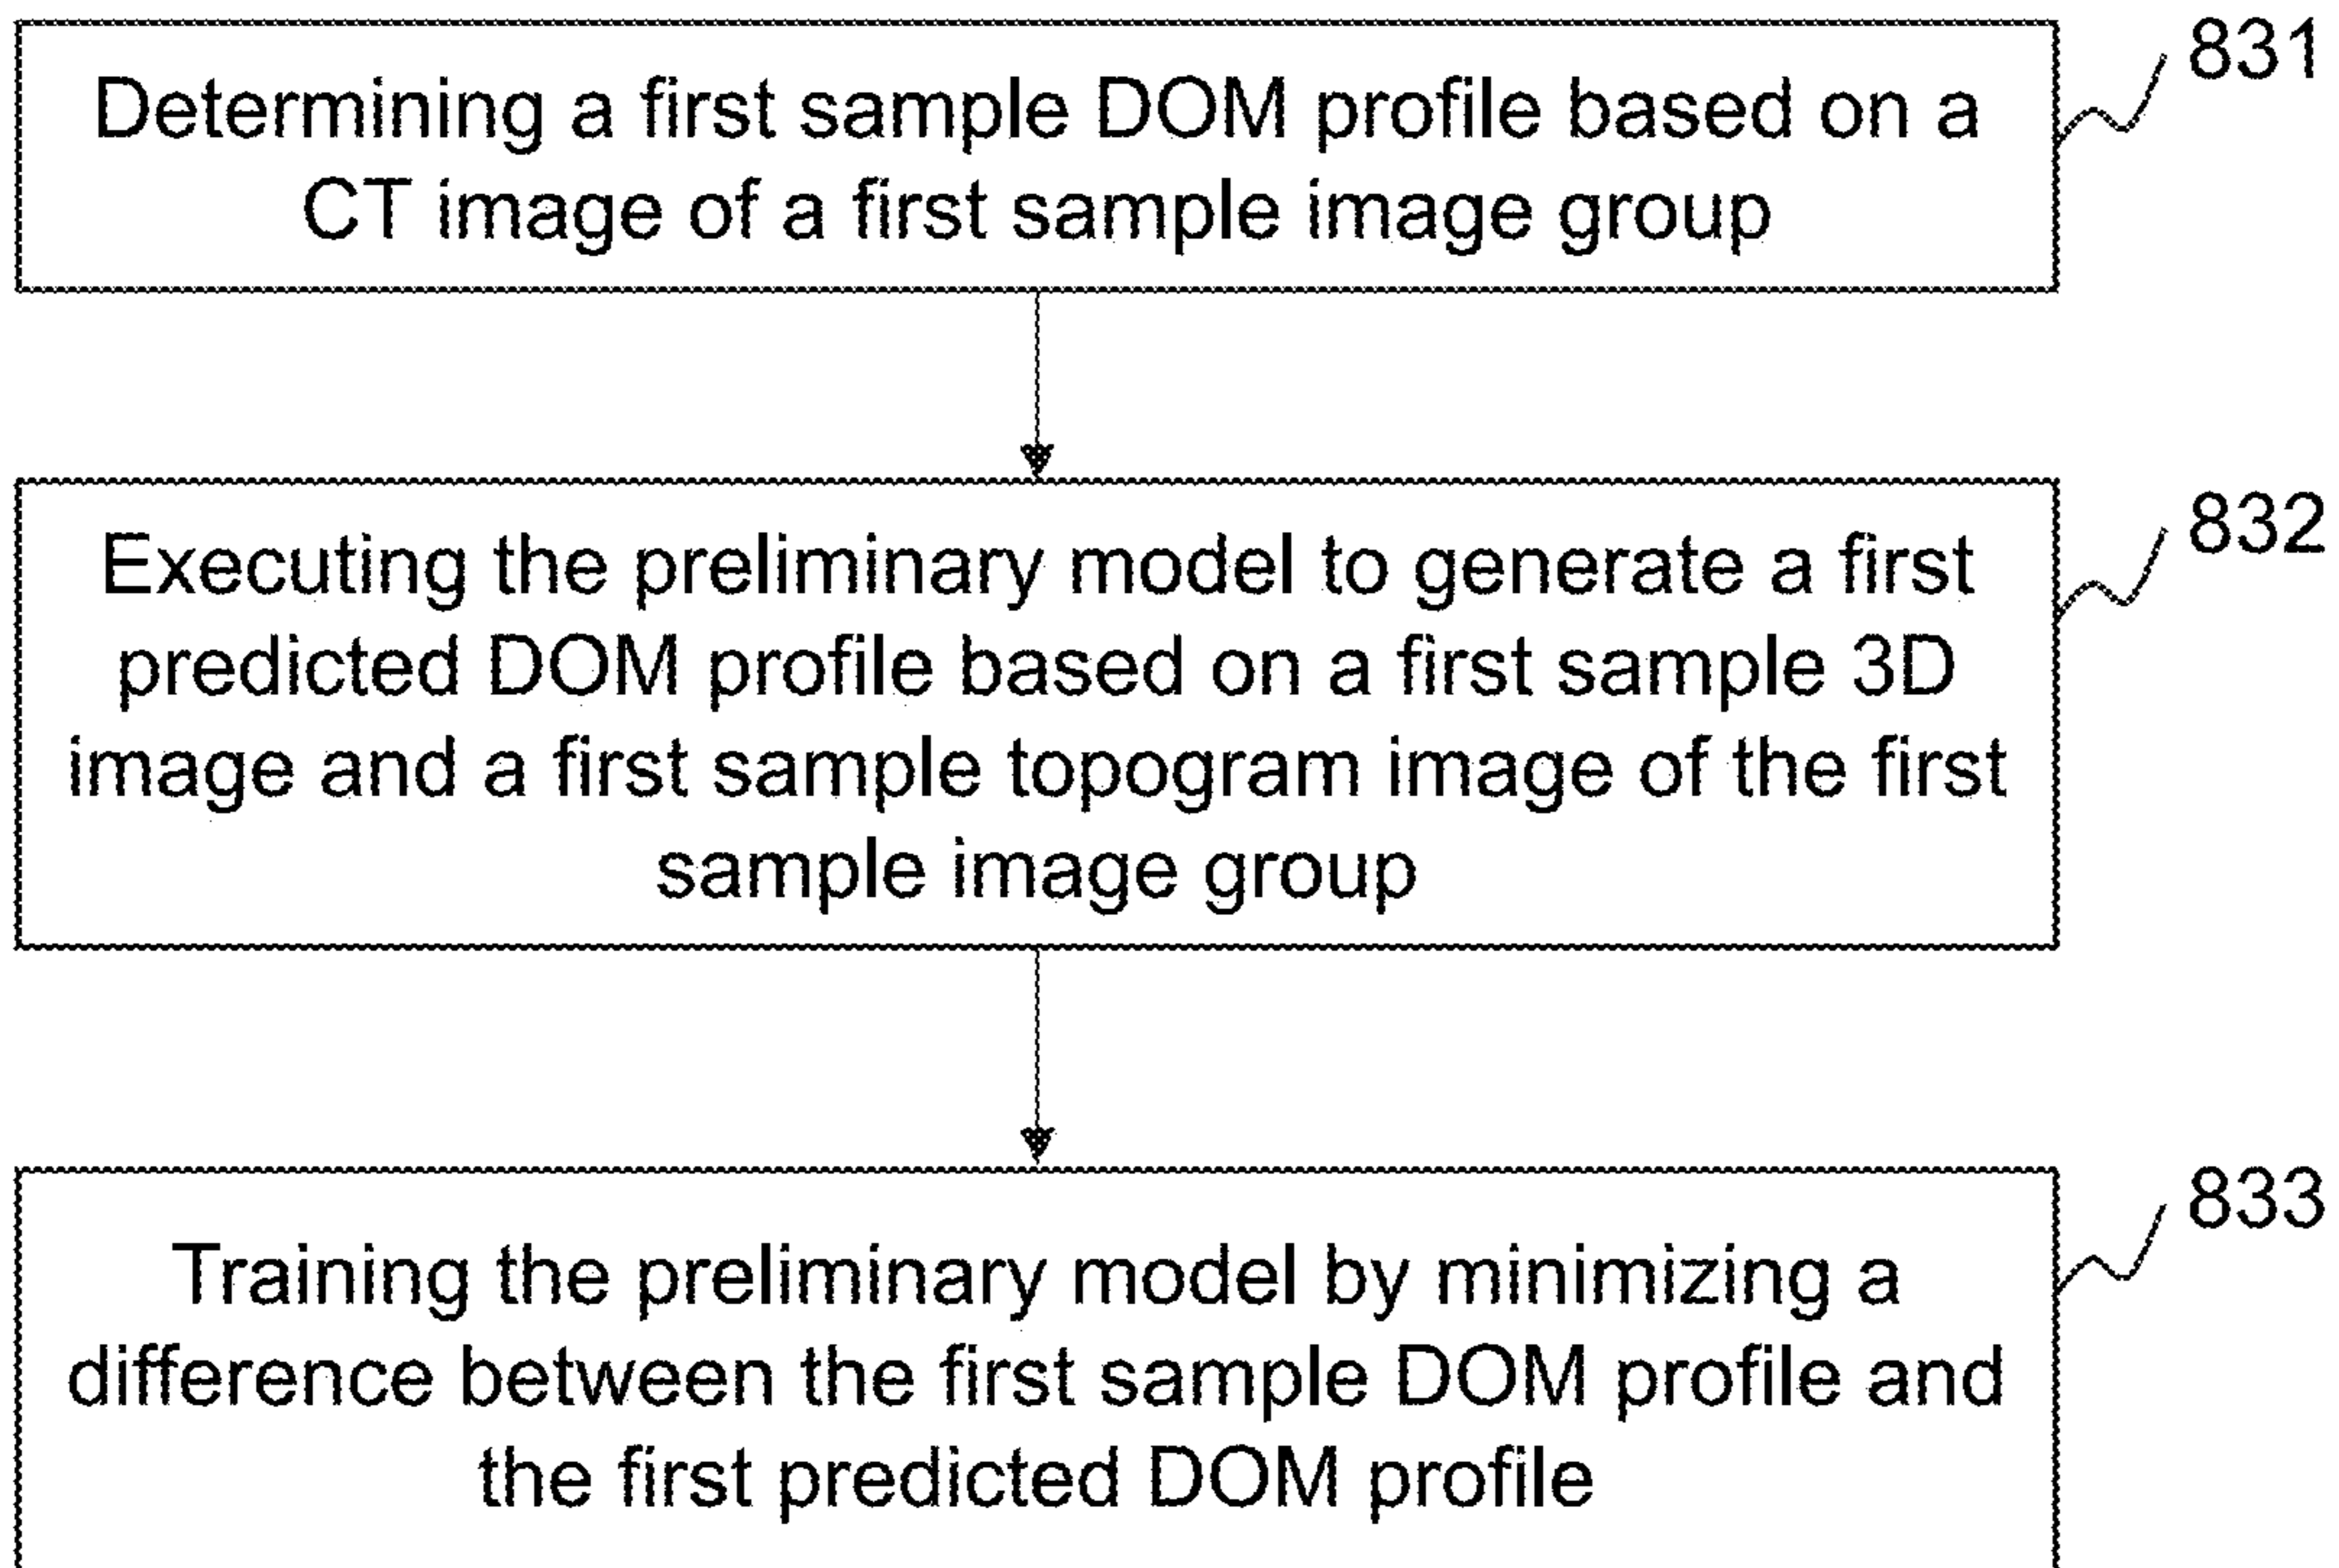 831
Determining a first sample DOM profile based on a
CT image of a first sample image group
832
Executing the preliminary model to generate a first
predicted DOM profile based on a first sample 3D
image and a first sample topogram image of the first
sample image group
833
Training the preliminary model by minimizing a
difference between the first sample DOM profile and
the first predicted DOM profile